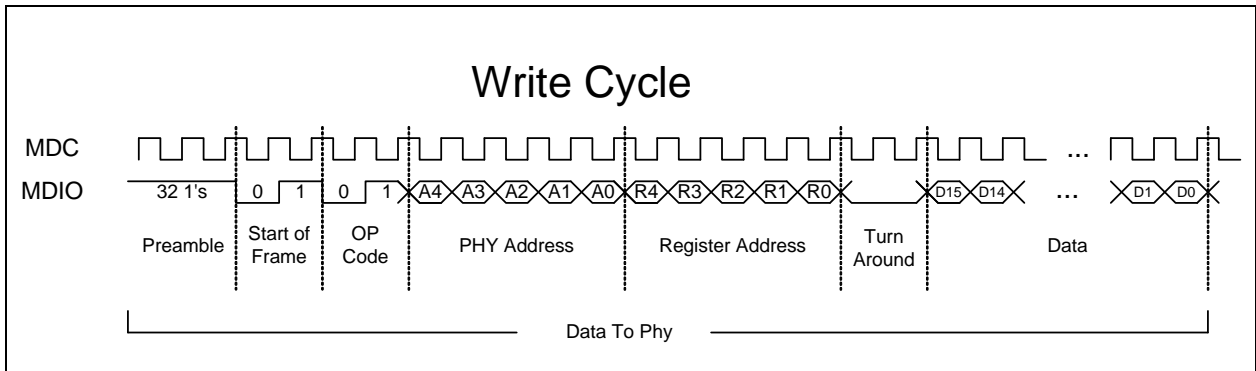 Write Cycle
MDC ...
MDIO 32 1's 0 1 0 1 A4 A3 A2 A1 A0 R4 R3 R2 R1 R0 D15 D14 ... D1 D0
Preamble
Start of
Frame
OP
Code
PHY Address
Register Address
Turn
Around
Data
Data To Phy